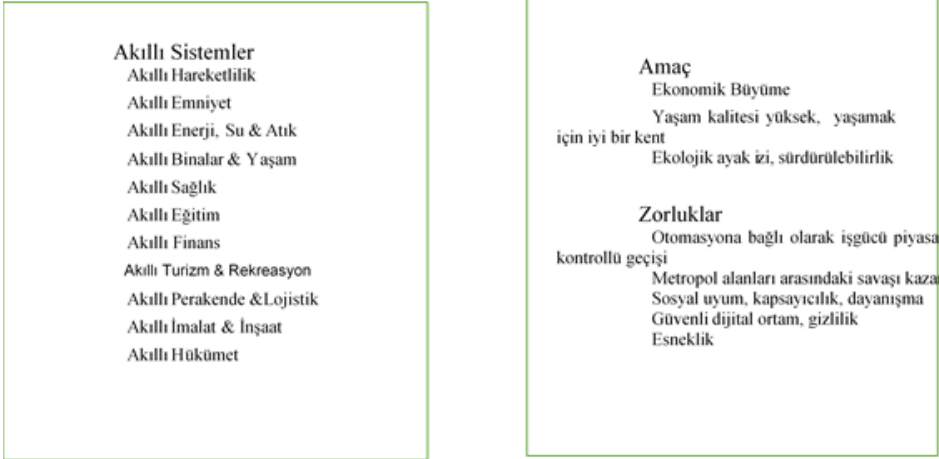 Akıllı Sistemler
Akıllı Hareketlilik
Akıllı Emniyet
Akıllı Enerji, Su & Atık
Akıllı Binalar & Yaşam
Akıllı Sağlık
Akıllı Eğitim
Akıllı Finans
Akıllı Turizm & Rekreasyon
Akıllı Perakende &Lojistik
Akıllı İmalat & İnşaat
Akıllı Hükümet
Amaç
Ekonomik Büyüme
Yaşam kalitesi yüksek, yaşamak
için iyi bir kent
Ekolojik ayak izi, sürdürülebilirlik
Zorluklar
Otomasyona bağlı olarak işgücü piyasa
kontrollü geçişi
Metropol alanları arasındaki savaşı kaza
Sosyal uyum, kapsayıcılık, dayanışma
Güvenli dijital ortam, gizlilik
Esneklik